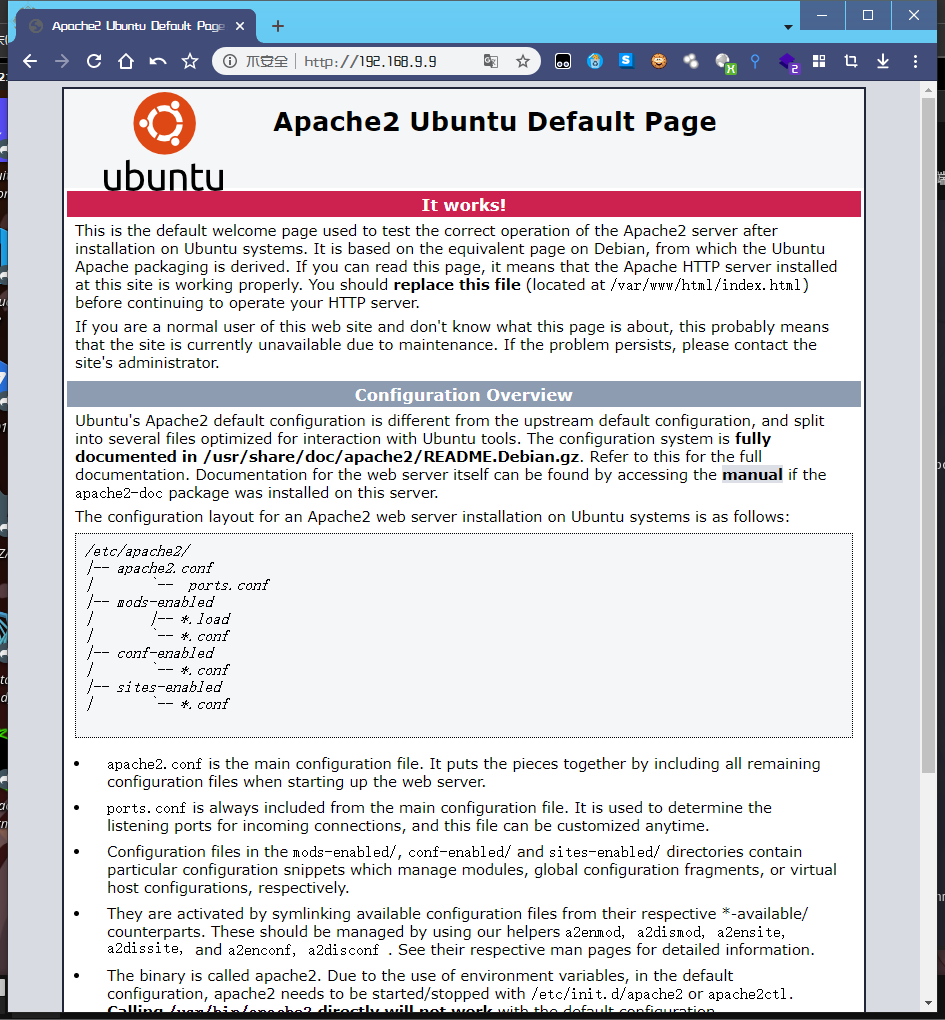 Apache2 Ubuntu Default Page
不安全 http://192.168.9.9
2
ubuntu
Apache2 Ubuntu Default Page
It works!
This is the default welcome page used to test the correct operation of the Apache2 server after
installation on Ubuntu systems. It is based on the equivalent page on Debian, from which the Ubuntu
Apache packaging is derived. If you can read this page, it means that the Apache HTTP server installed
at this site is working properly. You should replace this file (located at /var/www/html/index.html)
before continuing to operate your HTTP server.
If you are a normal user of this web site and don't know what this page is about, this probably means
that the site is currently unavailable due to maintenance. If the problem persists, please contact the
site's administrator.
Configuration Overview
Ubuntu's Apache2 default configuration is different from the upstream default configuration, and split
into several files optimized for interaction with Ubuntu tools. The configuration system is fully
documented in /usr/share/doc/apache2/README.Debian.gz. Refer to this for the full
documentation. Documentation for the web server itself can be found by accessing the manual if the
apache2-doc package was installed on this server.
The configuration layout for an Apache2 web server installation on Ubuntu systems is as follows:
/etc/apache2/
|-- apache2.conf
|       `--  ports.conf
|-- mods-enabled
|       |-- *.load
|       `-- *.conf
|-- conf-enabled
|       `-- *.conf
|-- sites-enabled
|       `-- *.conf
• apache2.conf is the main configuration file. It puts the pieces together by including all remaining
configuration files when starting up the web server.
• ports.conf is always included from the main configuration file. It is used to determine the
listening ports for incoming connections, and this file can be customized anytime.
• Configuration files in the mods-enabled/, conf-enabled/ and sites-enabled/ directories contain
particular configuration snippets which manage modules, global configuration fragments, or virtual
host configurations, respectively.
• They are activated by symlinking available configuration files from their respective *-available/
counterparts. These should be managed by using our helpers a2enmod, a2dismod, a2ensite,
a2dissite, and a2enconf, a2disconf . See their respective man pages for detailed information.
• The binary is called apache2. Due to the use of environment variables, in the default
configuration, apache2 needs to be started/stopped with /etc/init.d/apache2 or apache2ctl.
Calling /usr/bin/apache2 directly will not work with the default configuration.